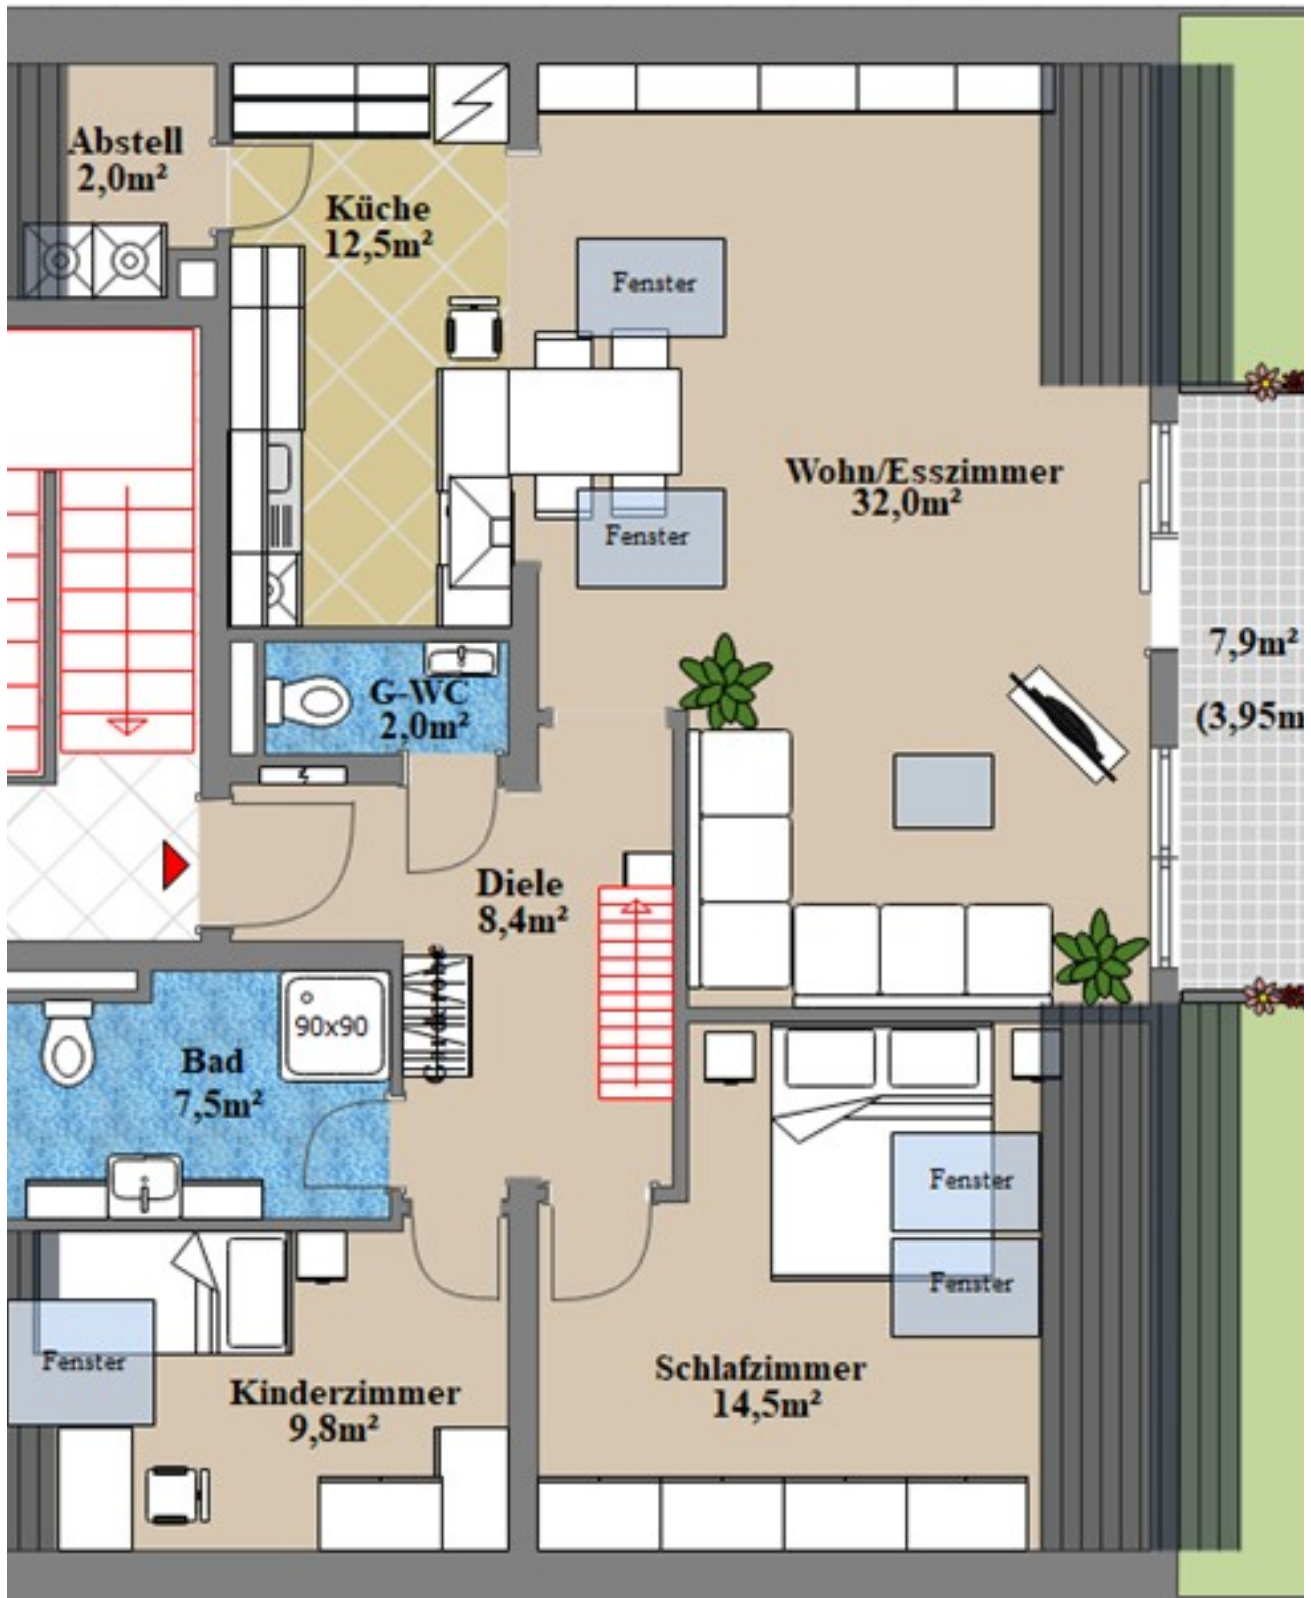 Abstell
2,0m²
Küche
12,5m²
Fenster
Wohn/Esszimmer
32,0m²
Fenster
7,9m²
(3,95m
G-WC
2,0m²
Diele
8,4m²
Garderobe
90x90
Bad
7,5m²
Fenster
Fenster
Fenster
Kinderzimmer
9,8m²
Schlafzimmer
14,5m²